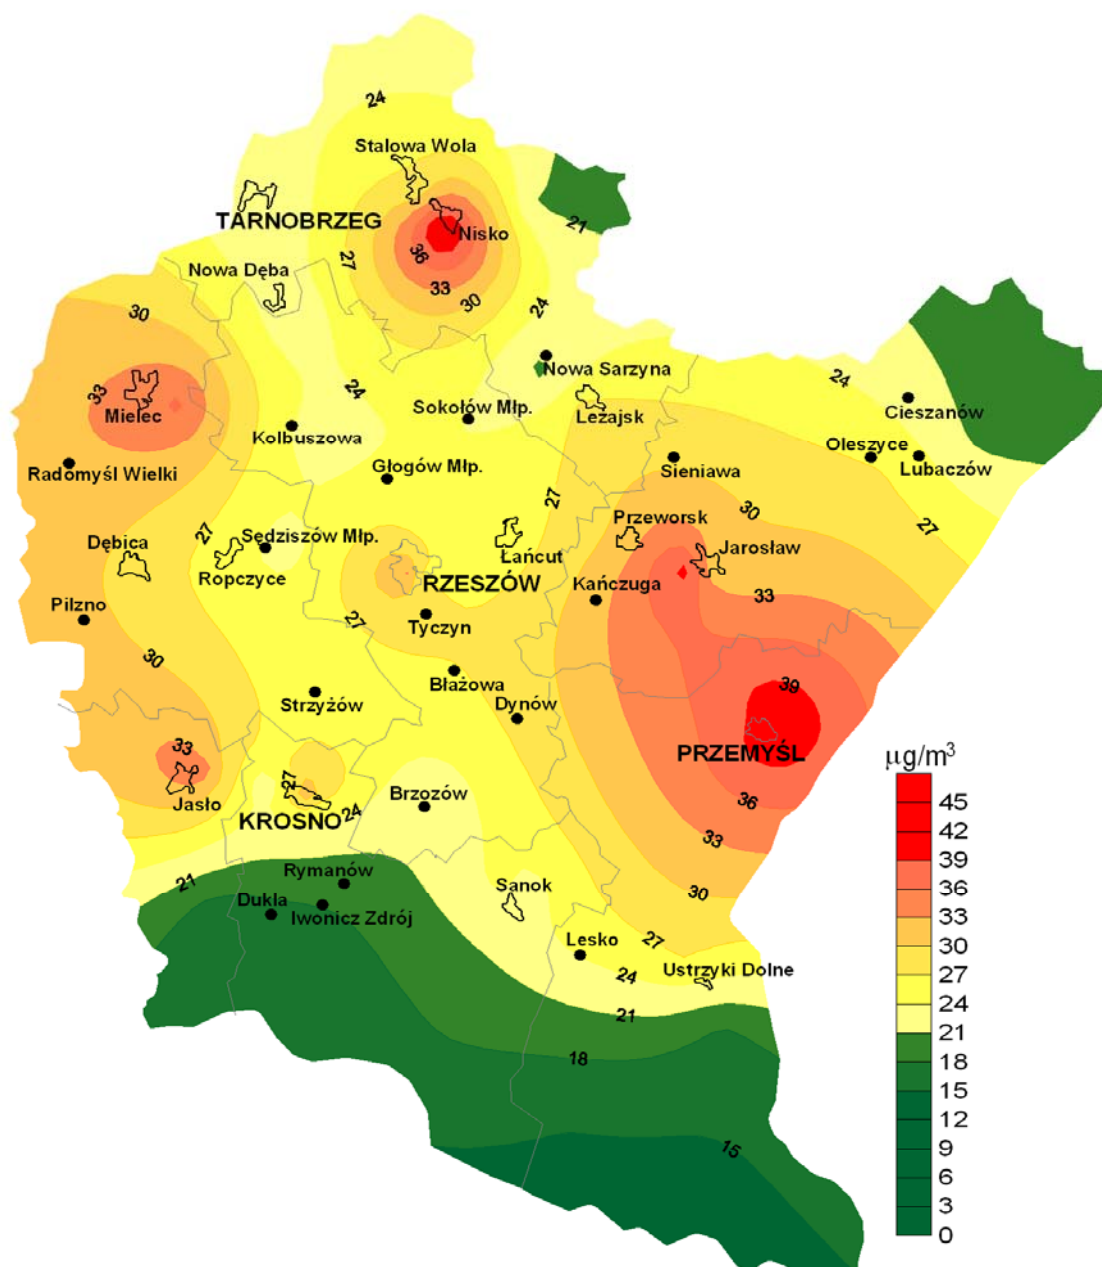 24
Stalowa Wola
TARNOBRZEG
21
Nisko
36
27
Nowa Dęba
33
30
24
30
Nowa Sarzyna
24
33
Mielec
24
Sokołów Młp.
Leżajsk
Cieszanów
Kolbuszowa
Oleszyce
Radomyśl Wielki
Głogów Młp.
Sieniawa
Lubaczów
27
30
27
Przeworsk
27
Sędziszów Młp.
Dębica
Łańcut
Jarosław
Ropczyce
RZESZÓW
Kańczuga
33
Pilzno
27
Tyczyn
30
Błażowa
39
Strzyżów
Dynów
33
PRZEMYŚL
µg/m³
27
Jasło
Brzozów
36
KROSNO
24
33
21
Rymanów
Sanok
30
Dukla
Iwonicz Zdrój
Lesko
27
24
Ustrzyki Dolne
21
18
15
45
42
39
36
33
30
27
24
21
18
15
12
9
6
3
0